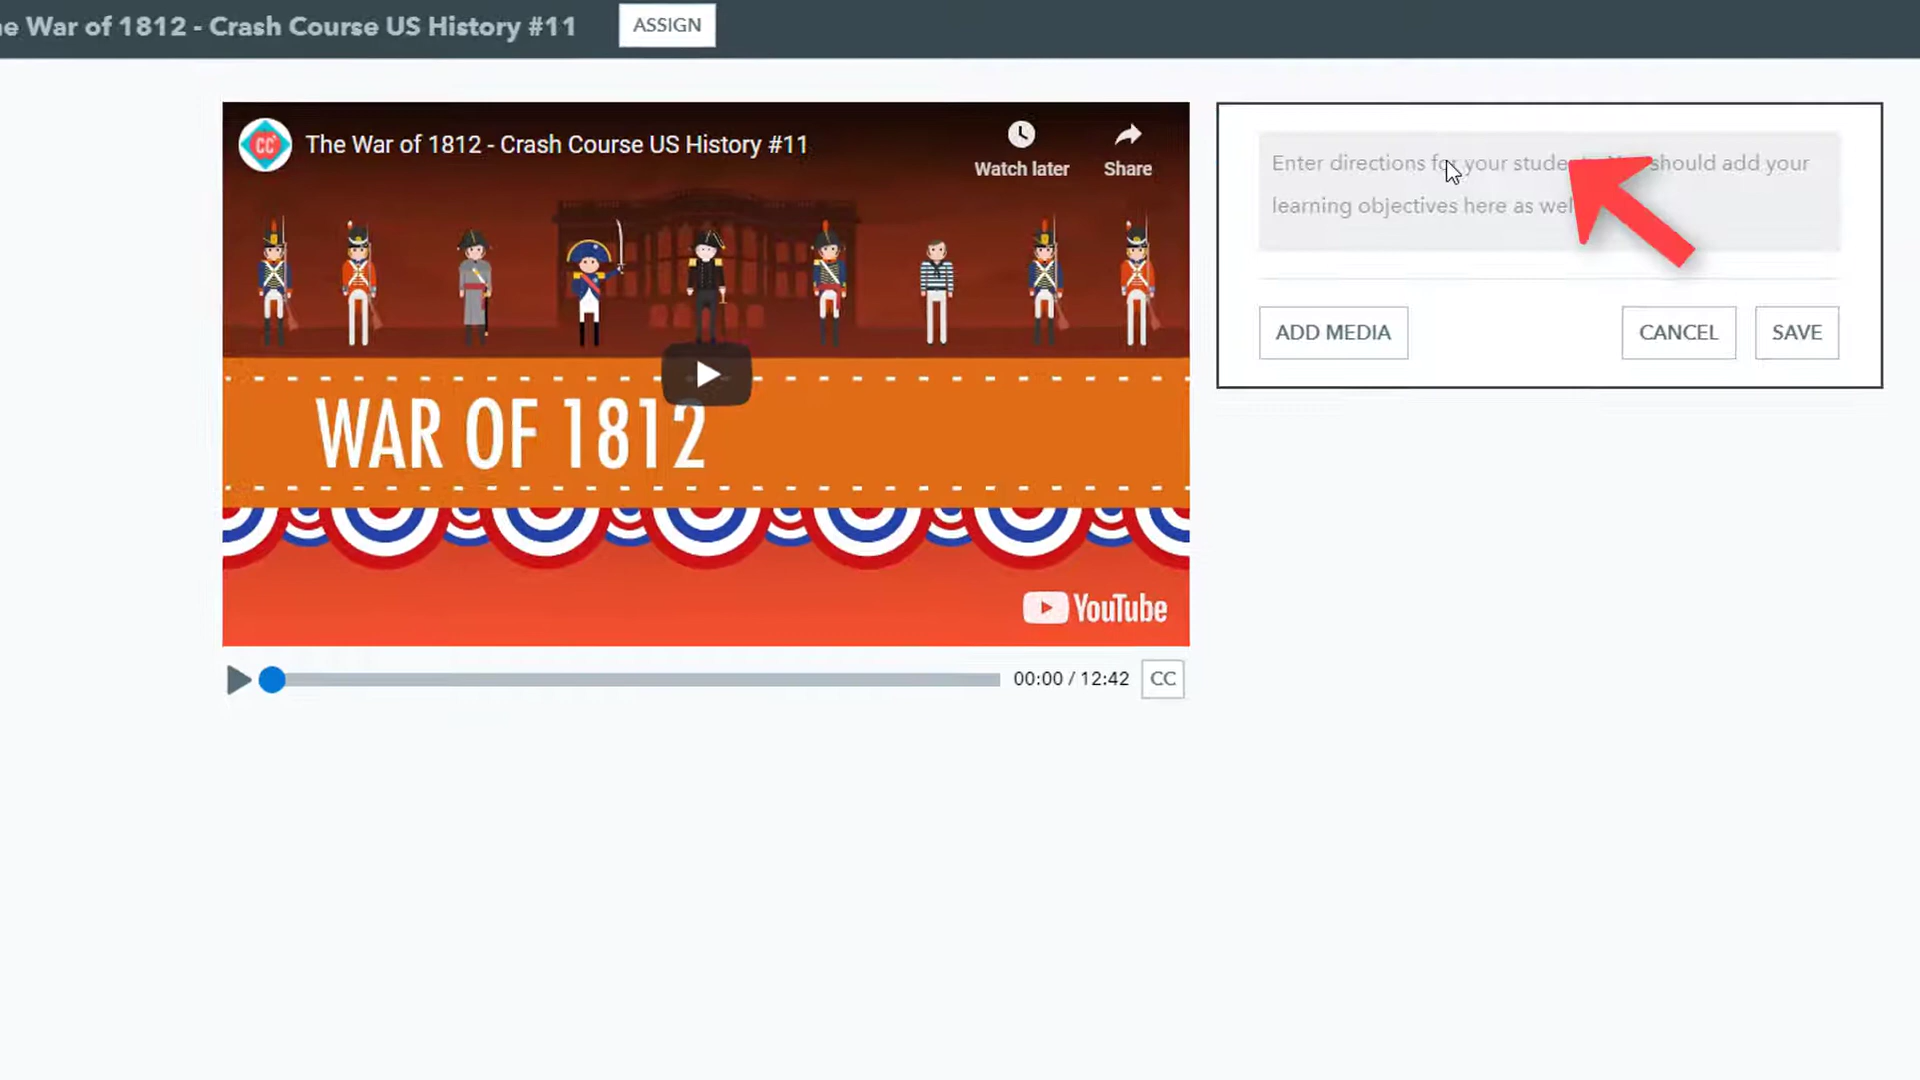 e War of 1812 - Crash Course US History #11
ASSIGN
CC
The War of 1812 - Crash Course US History #11
Watch later
Share
WAR OF 1812
YouTube
00:00 / 12:42
CC
Enter directions for your should add your
learning objectives here as
ADD MEDIA
CANCEL
SAVE